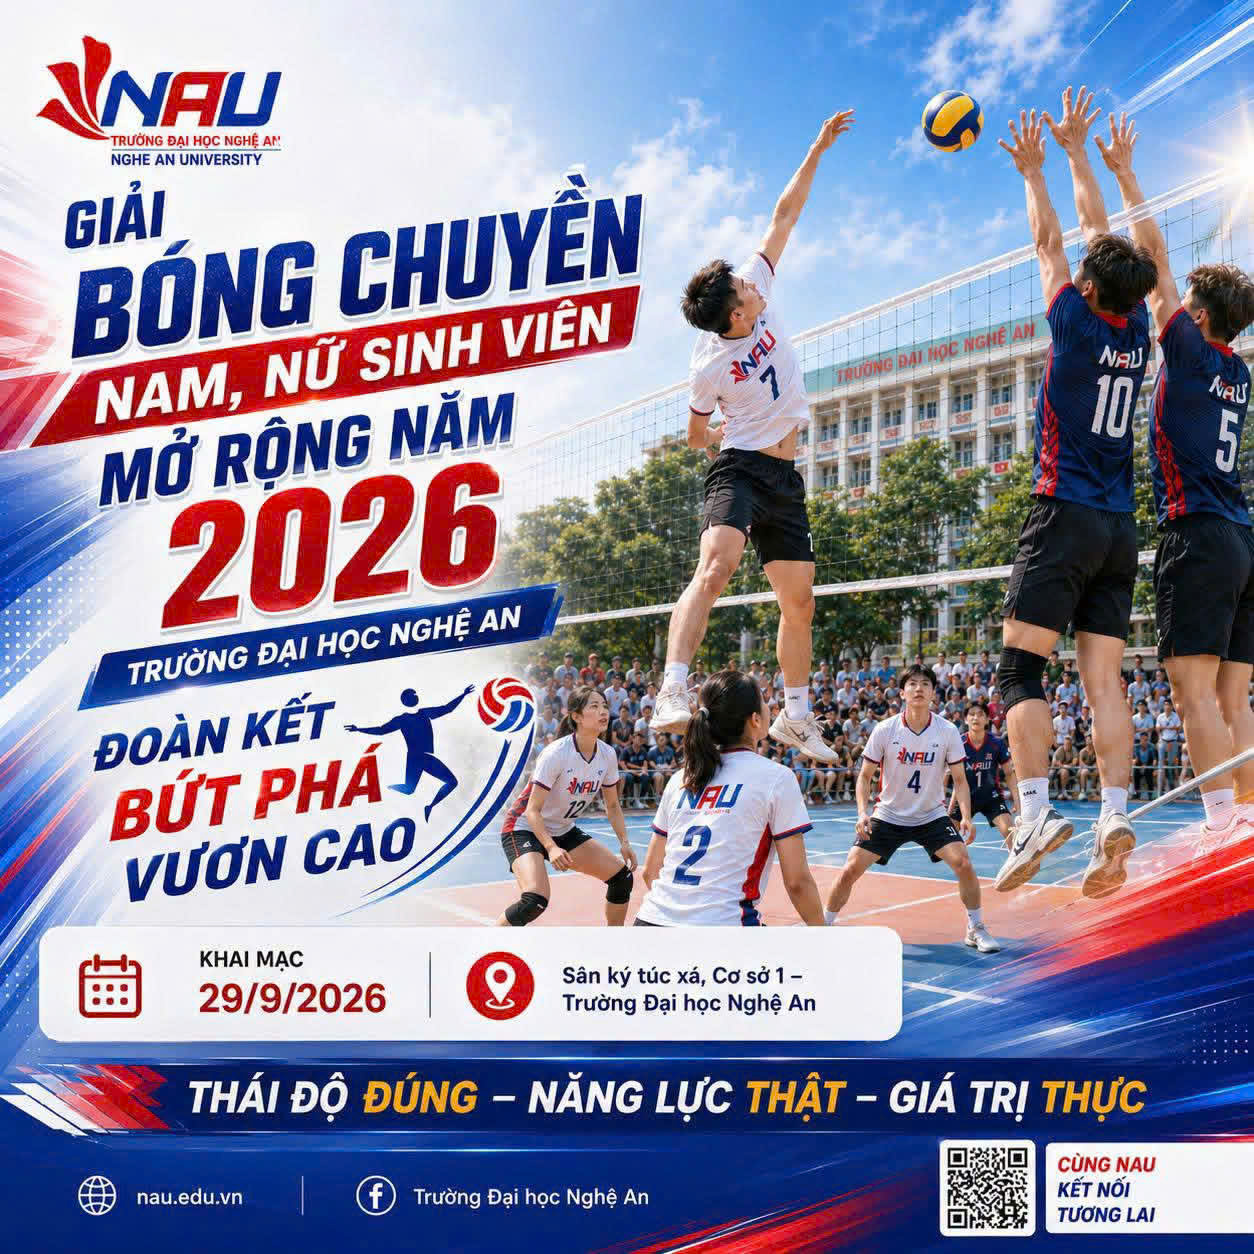 NAU
TRƯỜNG ĐẠI HỌC NGHỆ AN
NGHE AN UNIVERSITY
GIẢI
BÓNG CHUYỀN
NAM, NỮ SINH VIÊN
MỞ RỘNG NĂM
2026
TRƯỜNG ĐẠI HỌC NGHỆ AN
ĐOÀN KẾT
BỨT PHÁ
VƯƠN CAO
TRƯỜNG ĐẠI HỌC NGHỆ AN
NAU
7
NAU
10
NAU
5
NAU
12
NAU
2
NAU
4
NAU
1
KHAI MẠC
29/9/2026
Sân ký túc xá, Cơ sở 1 –
Trường Đại học Nghệ An
THÁI ĐỘ ĐÚNG – NĂNG LỰC THẬT – GIÁ TRỊ THỰC
nau.edu.vn
Trường Đại học Nghệ An
CÙNG NAU
KẾT NỐI
TƯƠNG LAI